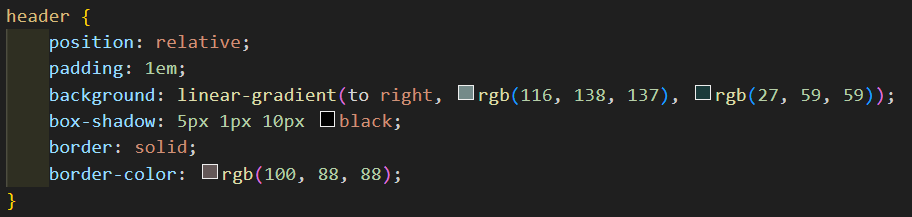 header {
position: relative;
padding: 1em;
background: linear-gradient(to right, rgb(116, 138, 137), rgb(27, 59, 59));
box-shadow: 5px 1px 10px black;
border: solid;
border-color: rgb(100, 88, 88);
}